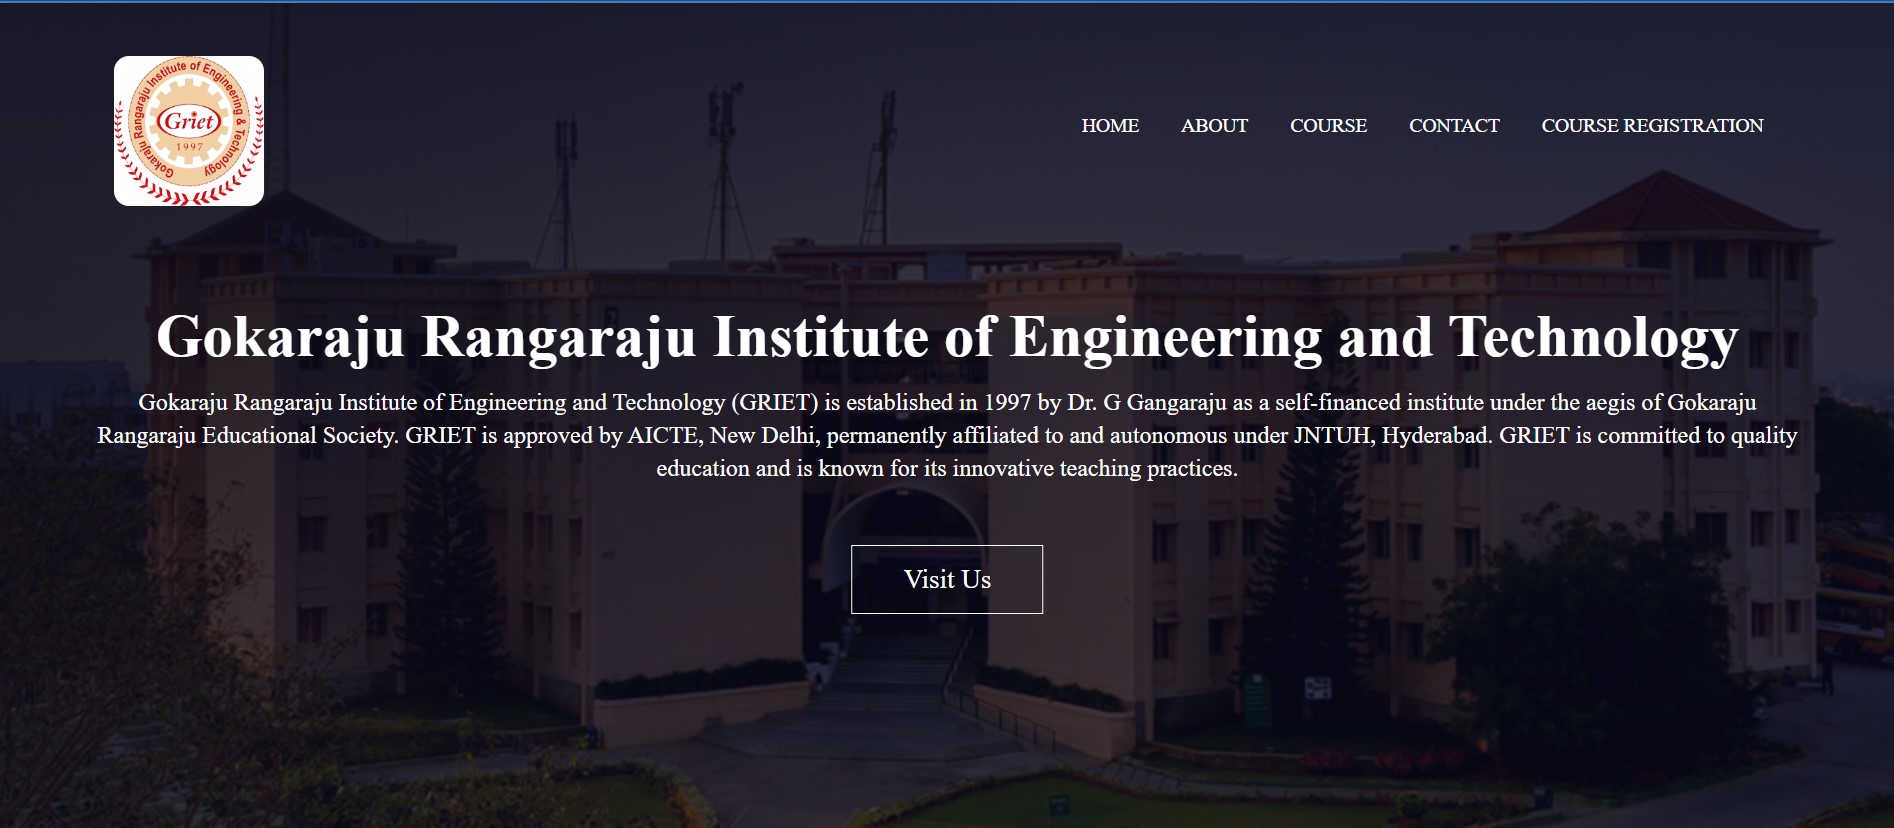 Gokaraju Rangaraju Institute of Engineering & Technology
Griet
1997
HOME ABOUT COURSE CONTACT COURSE REGISTRATION
Gokaraju Rangaraju Institute of Engineering and Technology
Gokaraju Rangaraju Institute of Engineering and Technology (GRIET) is established in 1997 by Dr. G Gangaraju as a self-financed institute under the aegis of Gokaraju
Rangaraju Educational Society. GRIET is approved by AICTE, New Delhi, permanently affiliated to and autonomous under JNTUH, Hyderabad. GRIET is committed to quality
education and is known for its innovative teaching practices.
Visit Us